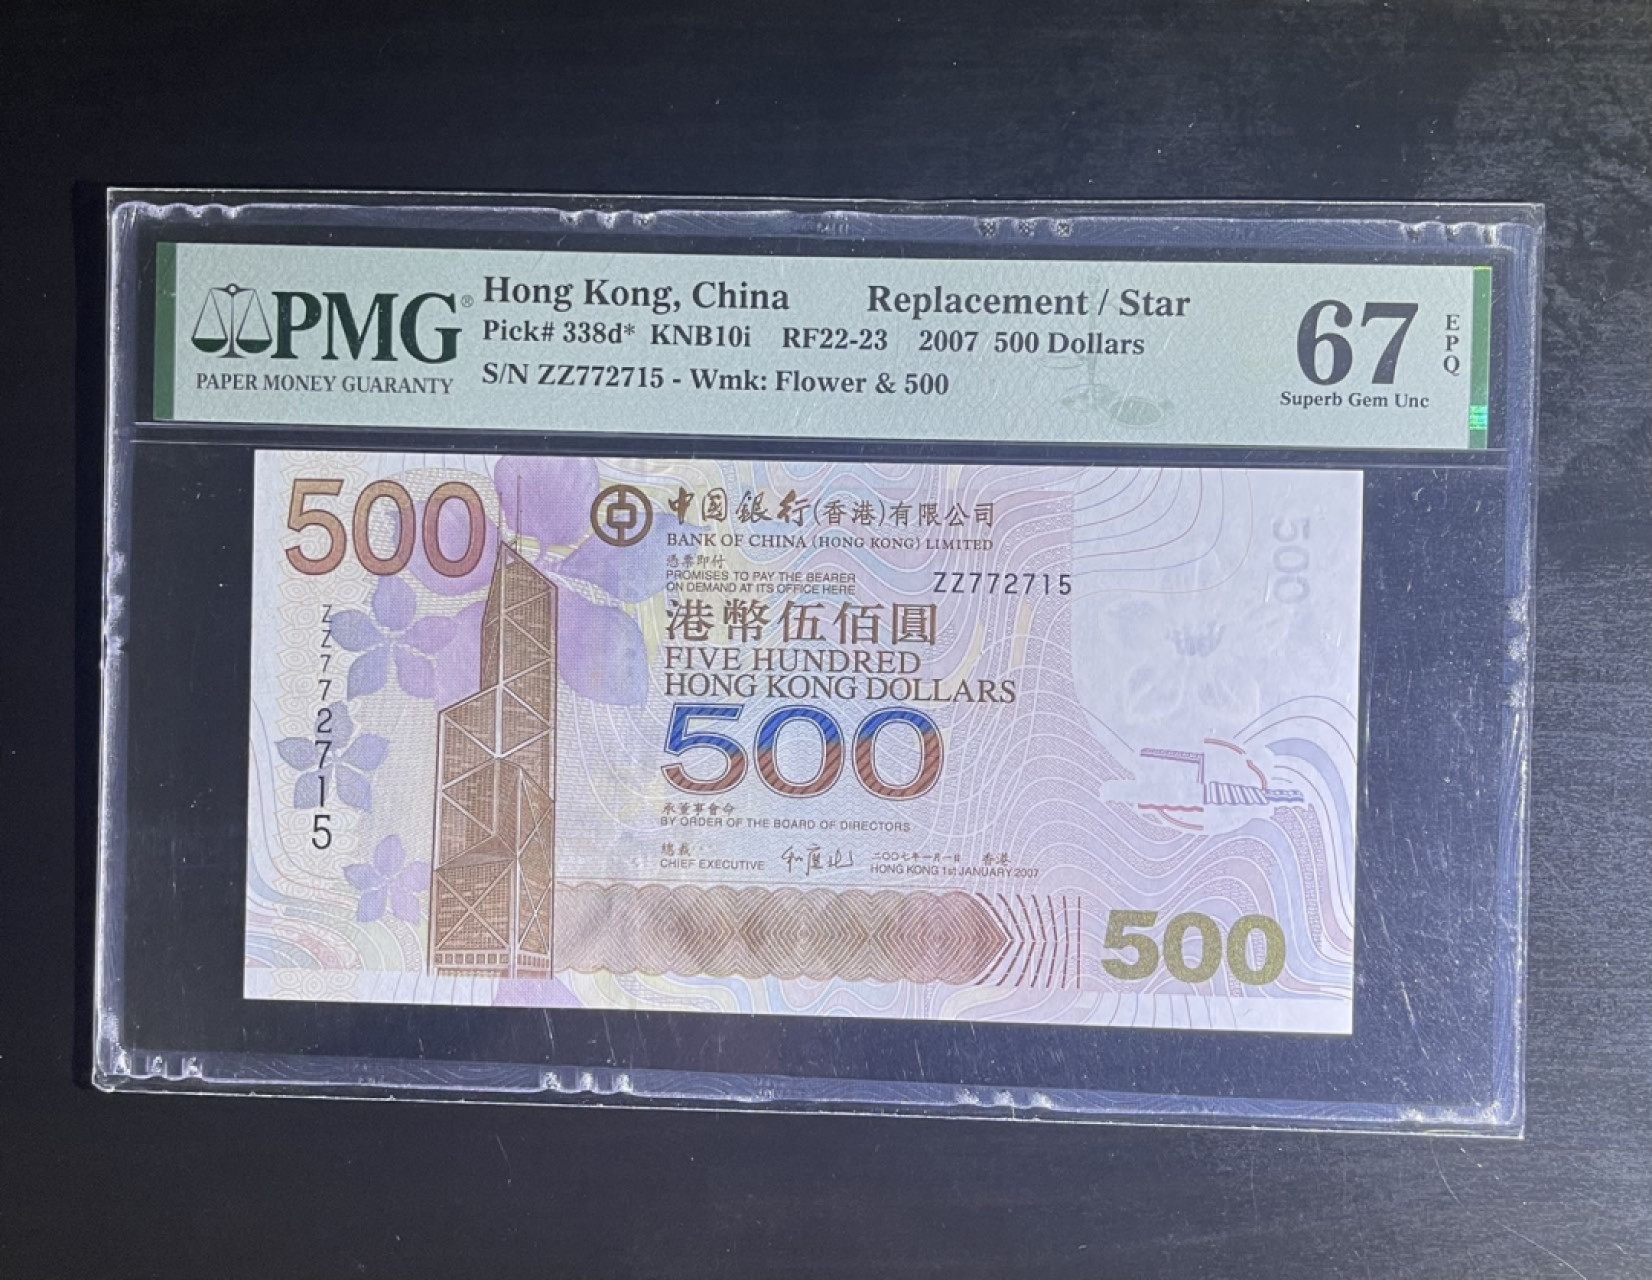 PMG®
PAPER MONEY GUARANTY
Hong Kong, China Replacement / Star
Pick# 338d* KNB10i RF22-23 2007 500 Dollars
S/N ZZ772715 - Wmk: Flower & 500
67
EPQ
Superb Gem Unc
500
中国銀行(香港)有限公司
BANK OF CHINA (HONG KONG) LIMITED
憑票即付
PROMISES TO PAY THE BEARER
ON DEMAND AT ITS OFFICE HERE
ZZ772715
500
港幣伍佰圓
FIVE HUNDRED
HONG KONG DOLLARS
ZZ772715
500
承董事會命
BY ORDER OF THE BOARD OF DIRECTORS
總裁
CHIEF EXECUTIVE
和廣北
二〇〇七年一月一日 香港
HONG KONG 1st JANUARY 2007
500